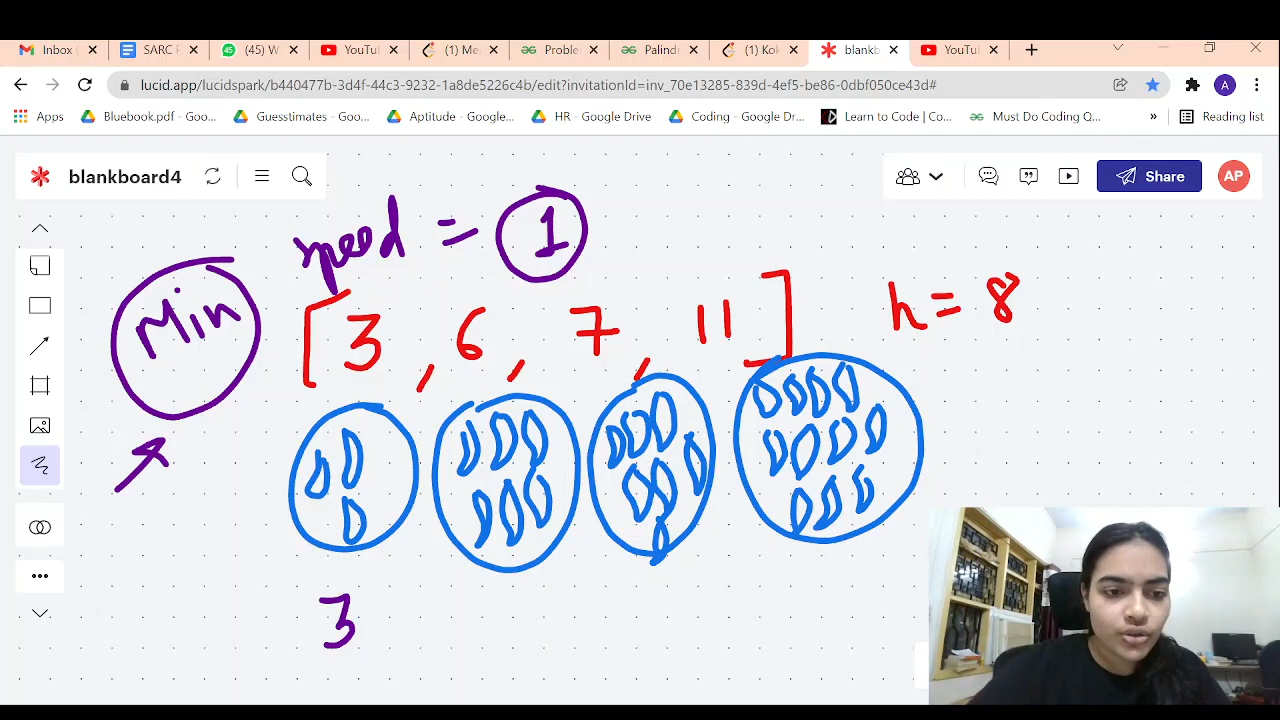 Inbox (
SARC P
(45) W
YouTu
(1) Me
Proble
Palindr
(1) Kok
blankb
YouTu
lucid.app/lucidspark/b440477b-3d4f-44c3-9232-1a8de5226c4b/edit?invitationId=inv_70e13285-839d-4ef5-be86-0dbf050ce43d#
A
Apps
Bluebook.pdf - Goo...
Guesstimates - Goo...
Aptitude - Google...
HR - Google Drive
Coding - Google Dr...
Learn to Code | Co...
Must Do Coding Q...
»
Reading list
blankboard4
Share
AP
speed = 1
Min
[3, 6, 7, 11]
h = 8
3